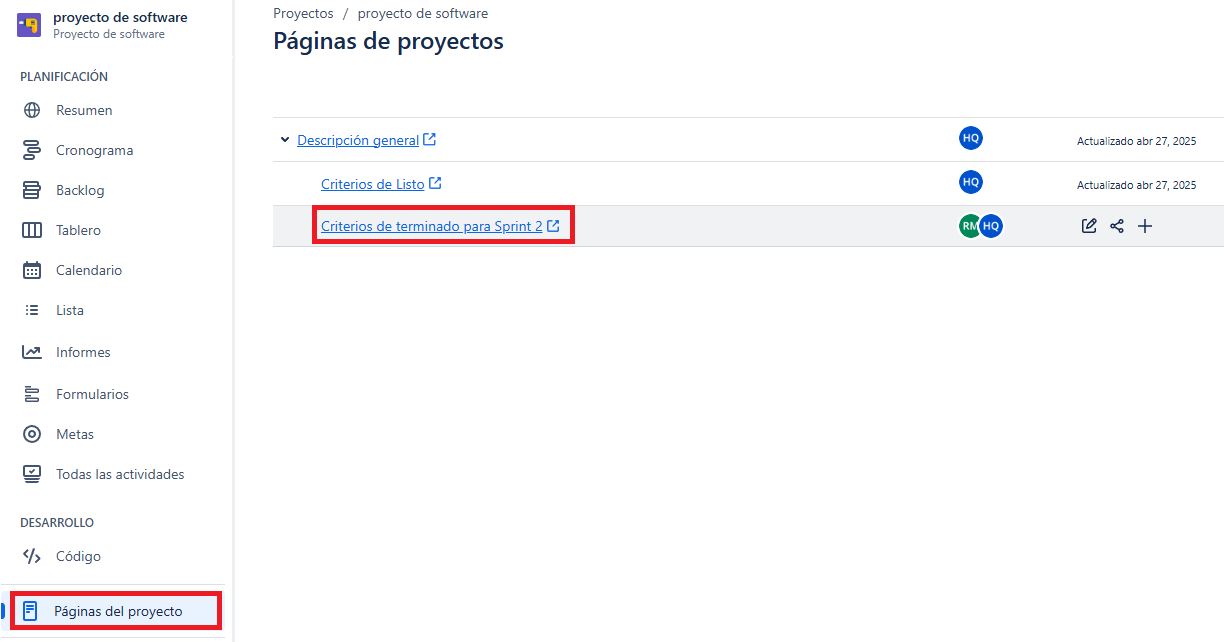 proyecto de software
Proyecto de software
PLANIFICACIÓN
Resumen
Cronograma
Backlog
Tablero
Calendario
Lista
Informes
Formularios
Metas
Todas las actividades
DESARROLLO
Código
Páginas del proyecto
Proyectos / proyecto de software
Páginas de proyectos
Descripción general HQ Actualizado abr 27, 2025
Criterios de Listo HQ Actualizado abr 27, 2025
Criterios de terminado para Sprint 2 RM HQ